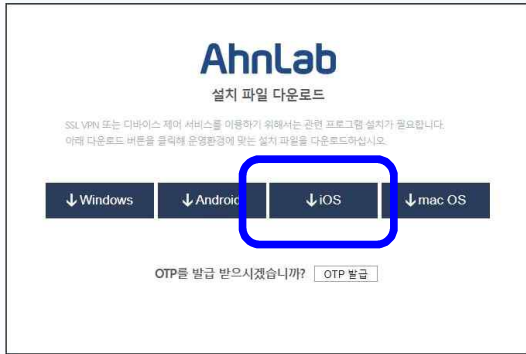 AhnLab
설치 파일 다운로드
SSL VPN 또는 디바이스 제어 서비스를 이용하기 위해서는 관련 프로그램 설치가 필요합니다.
아래 다운로드 버튼을 클릭해 운영환경에 맞는 설치 파일을 다운로드하십시오.
↓ Windows ↓ Android ↓ iOS ↓ mac OS
OTP를 발급 받으시겠습니까? OTP 발급